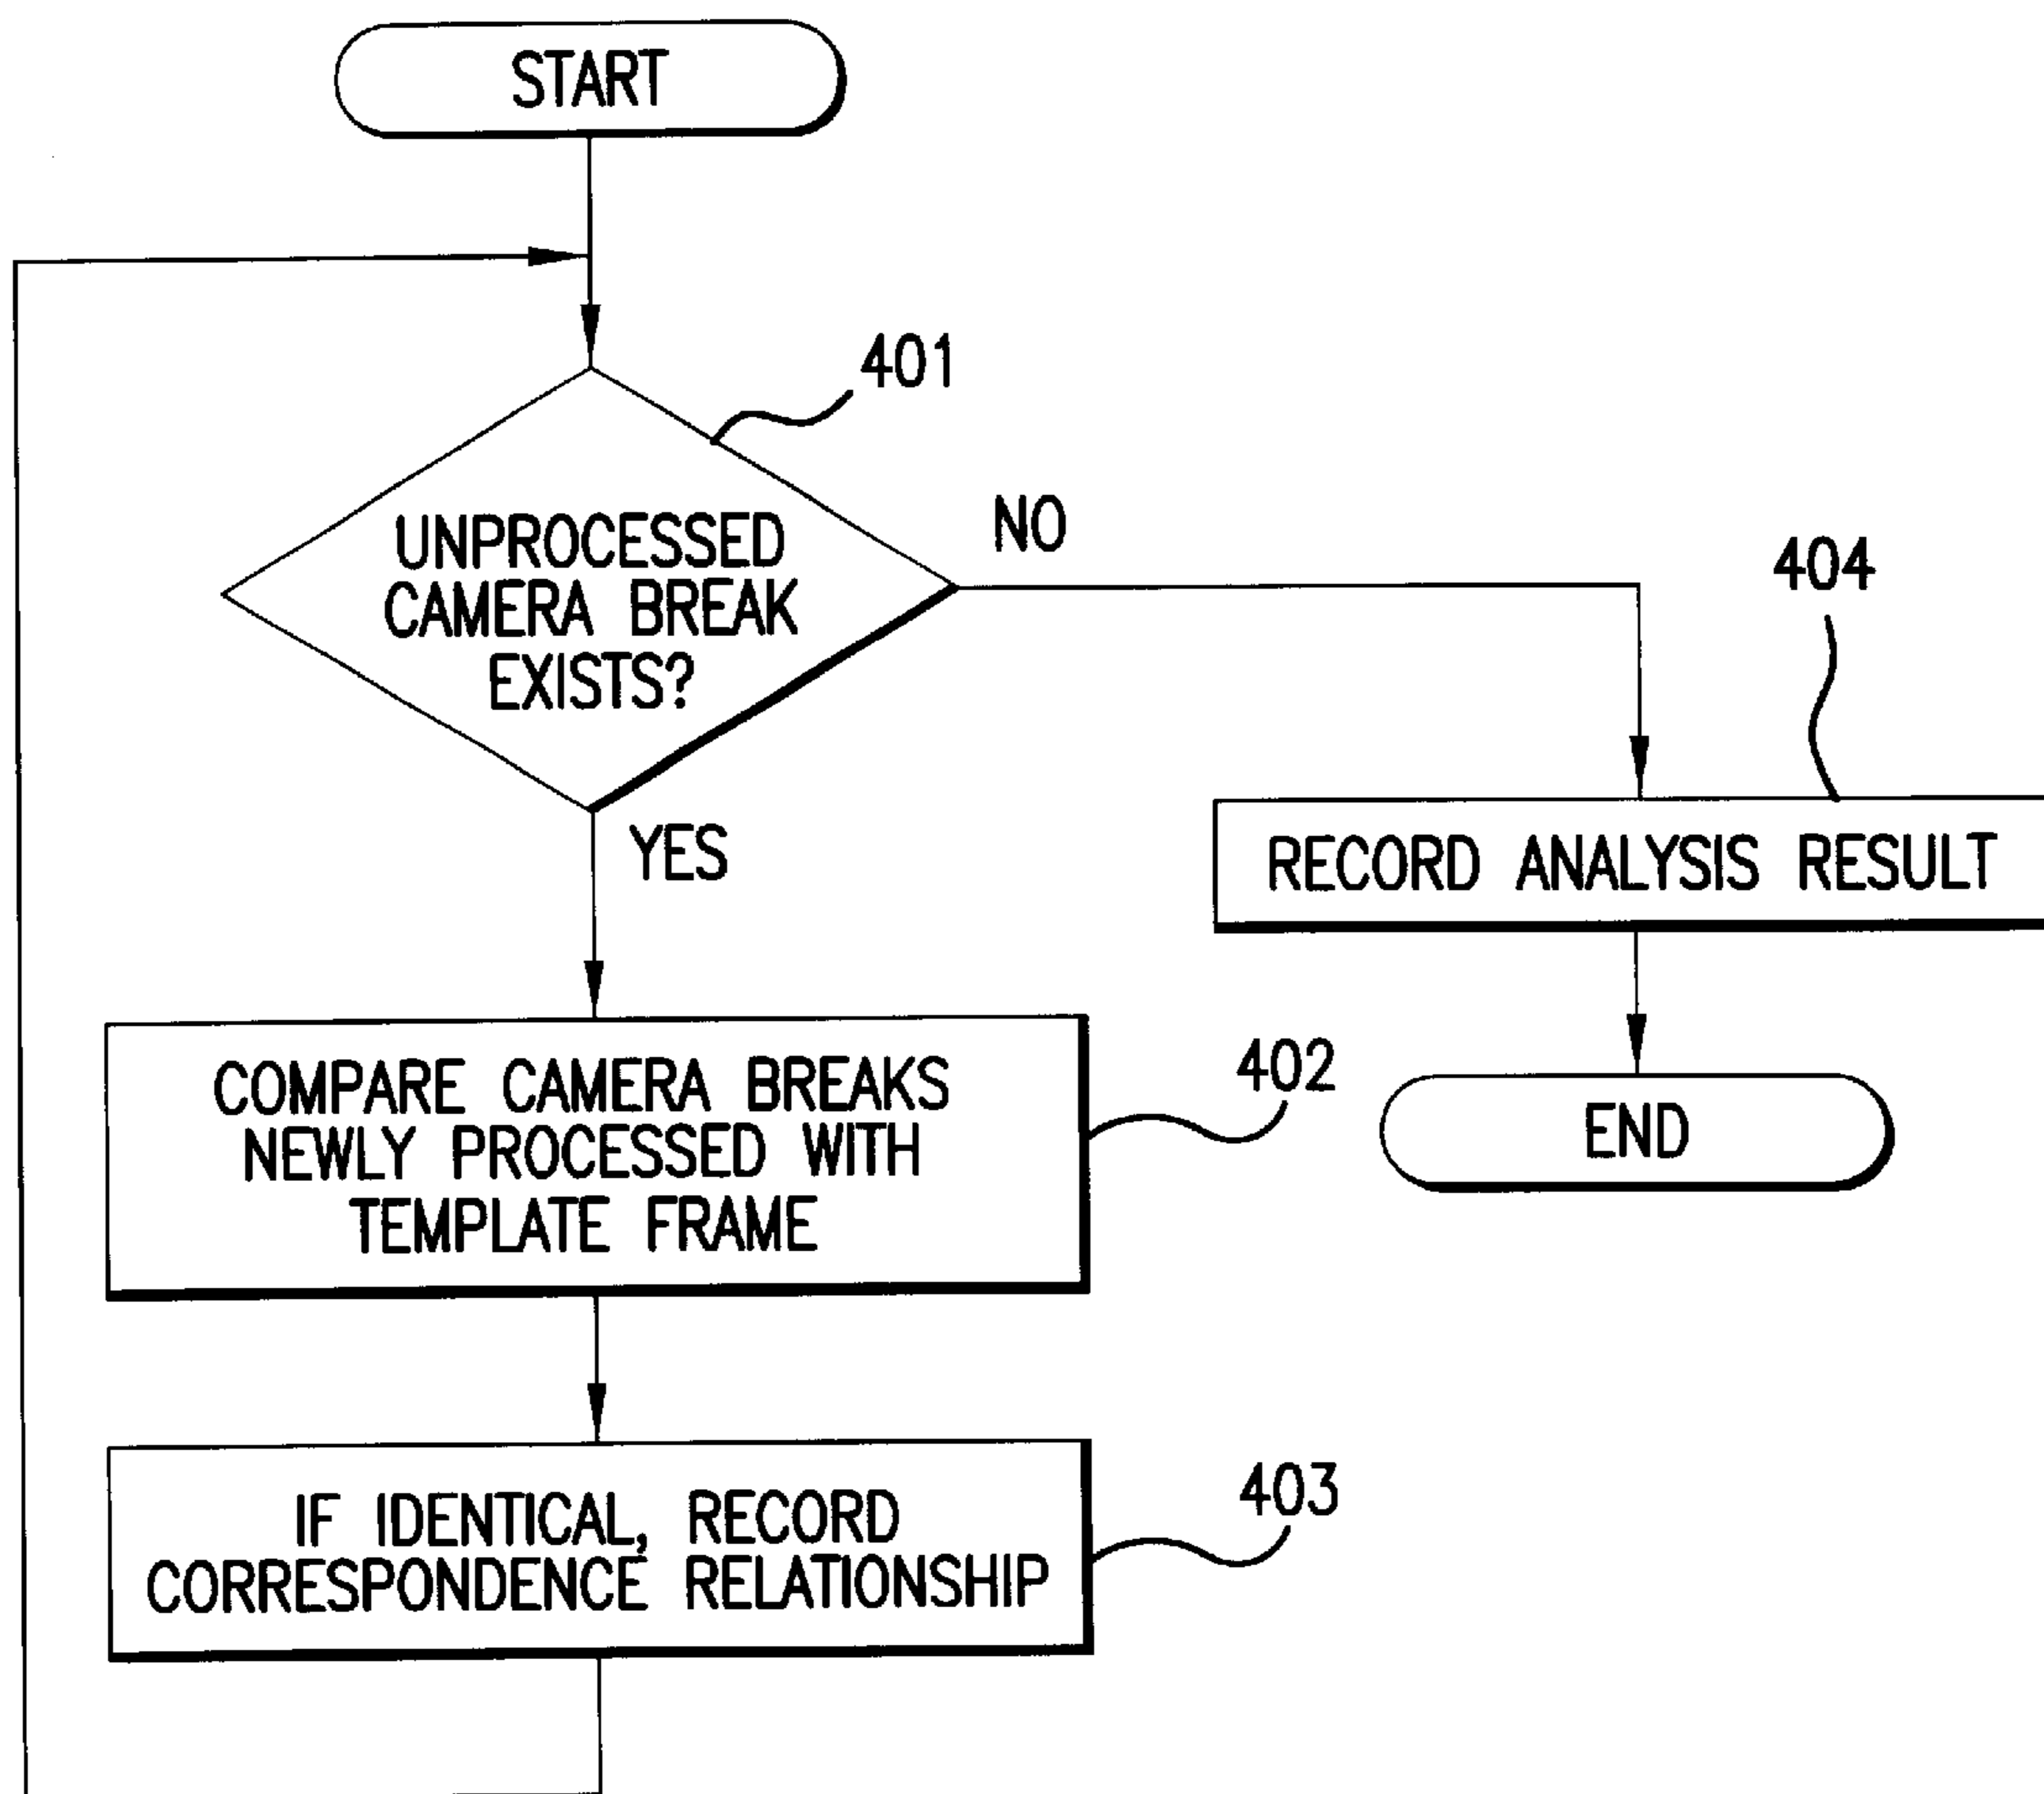 START
401
UNPROCESSED
CAMERA BREAK
EXISTS?
NO
YES
404
RECORD ANALYSIS RESULT
COMPARE CAMERA BREAKS
NEWLY PROCESSED WITH
TEMPLATE FRAME
402
END
IF IDENTICAL, RECORD
CORRESPONDENCE RELATIONSHIP
403